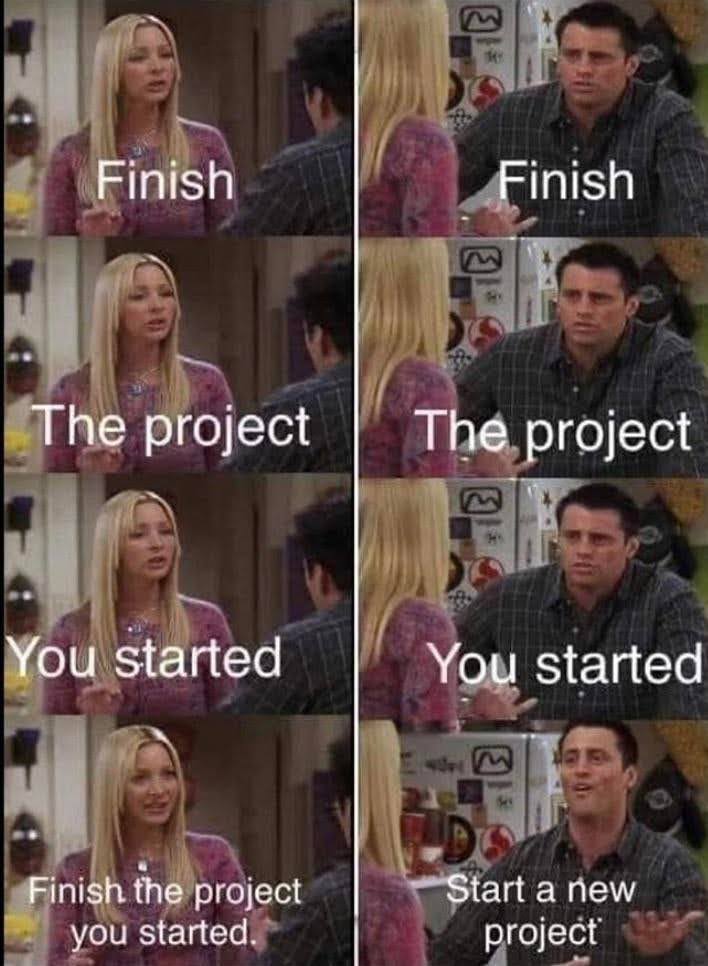 Finish
Finish
The project
The project
You started
You started
Finish the project
you started.
Start a new
project